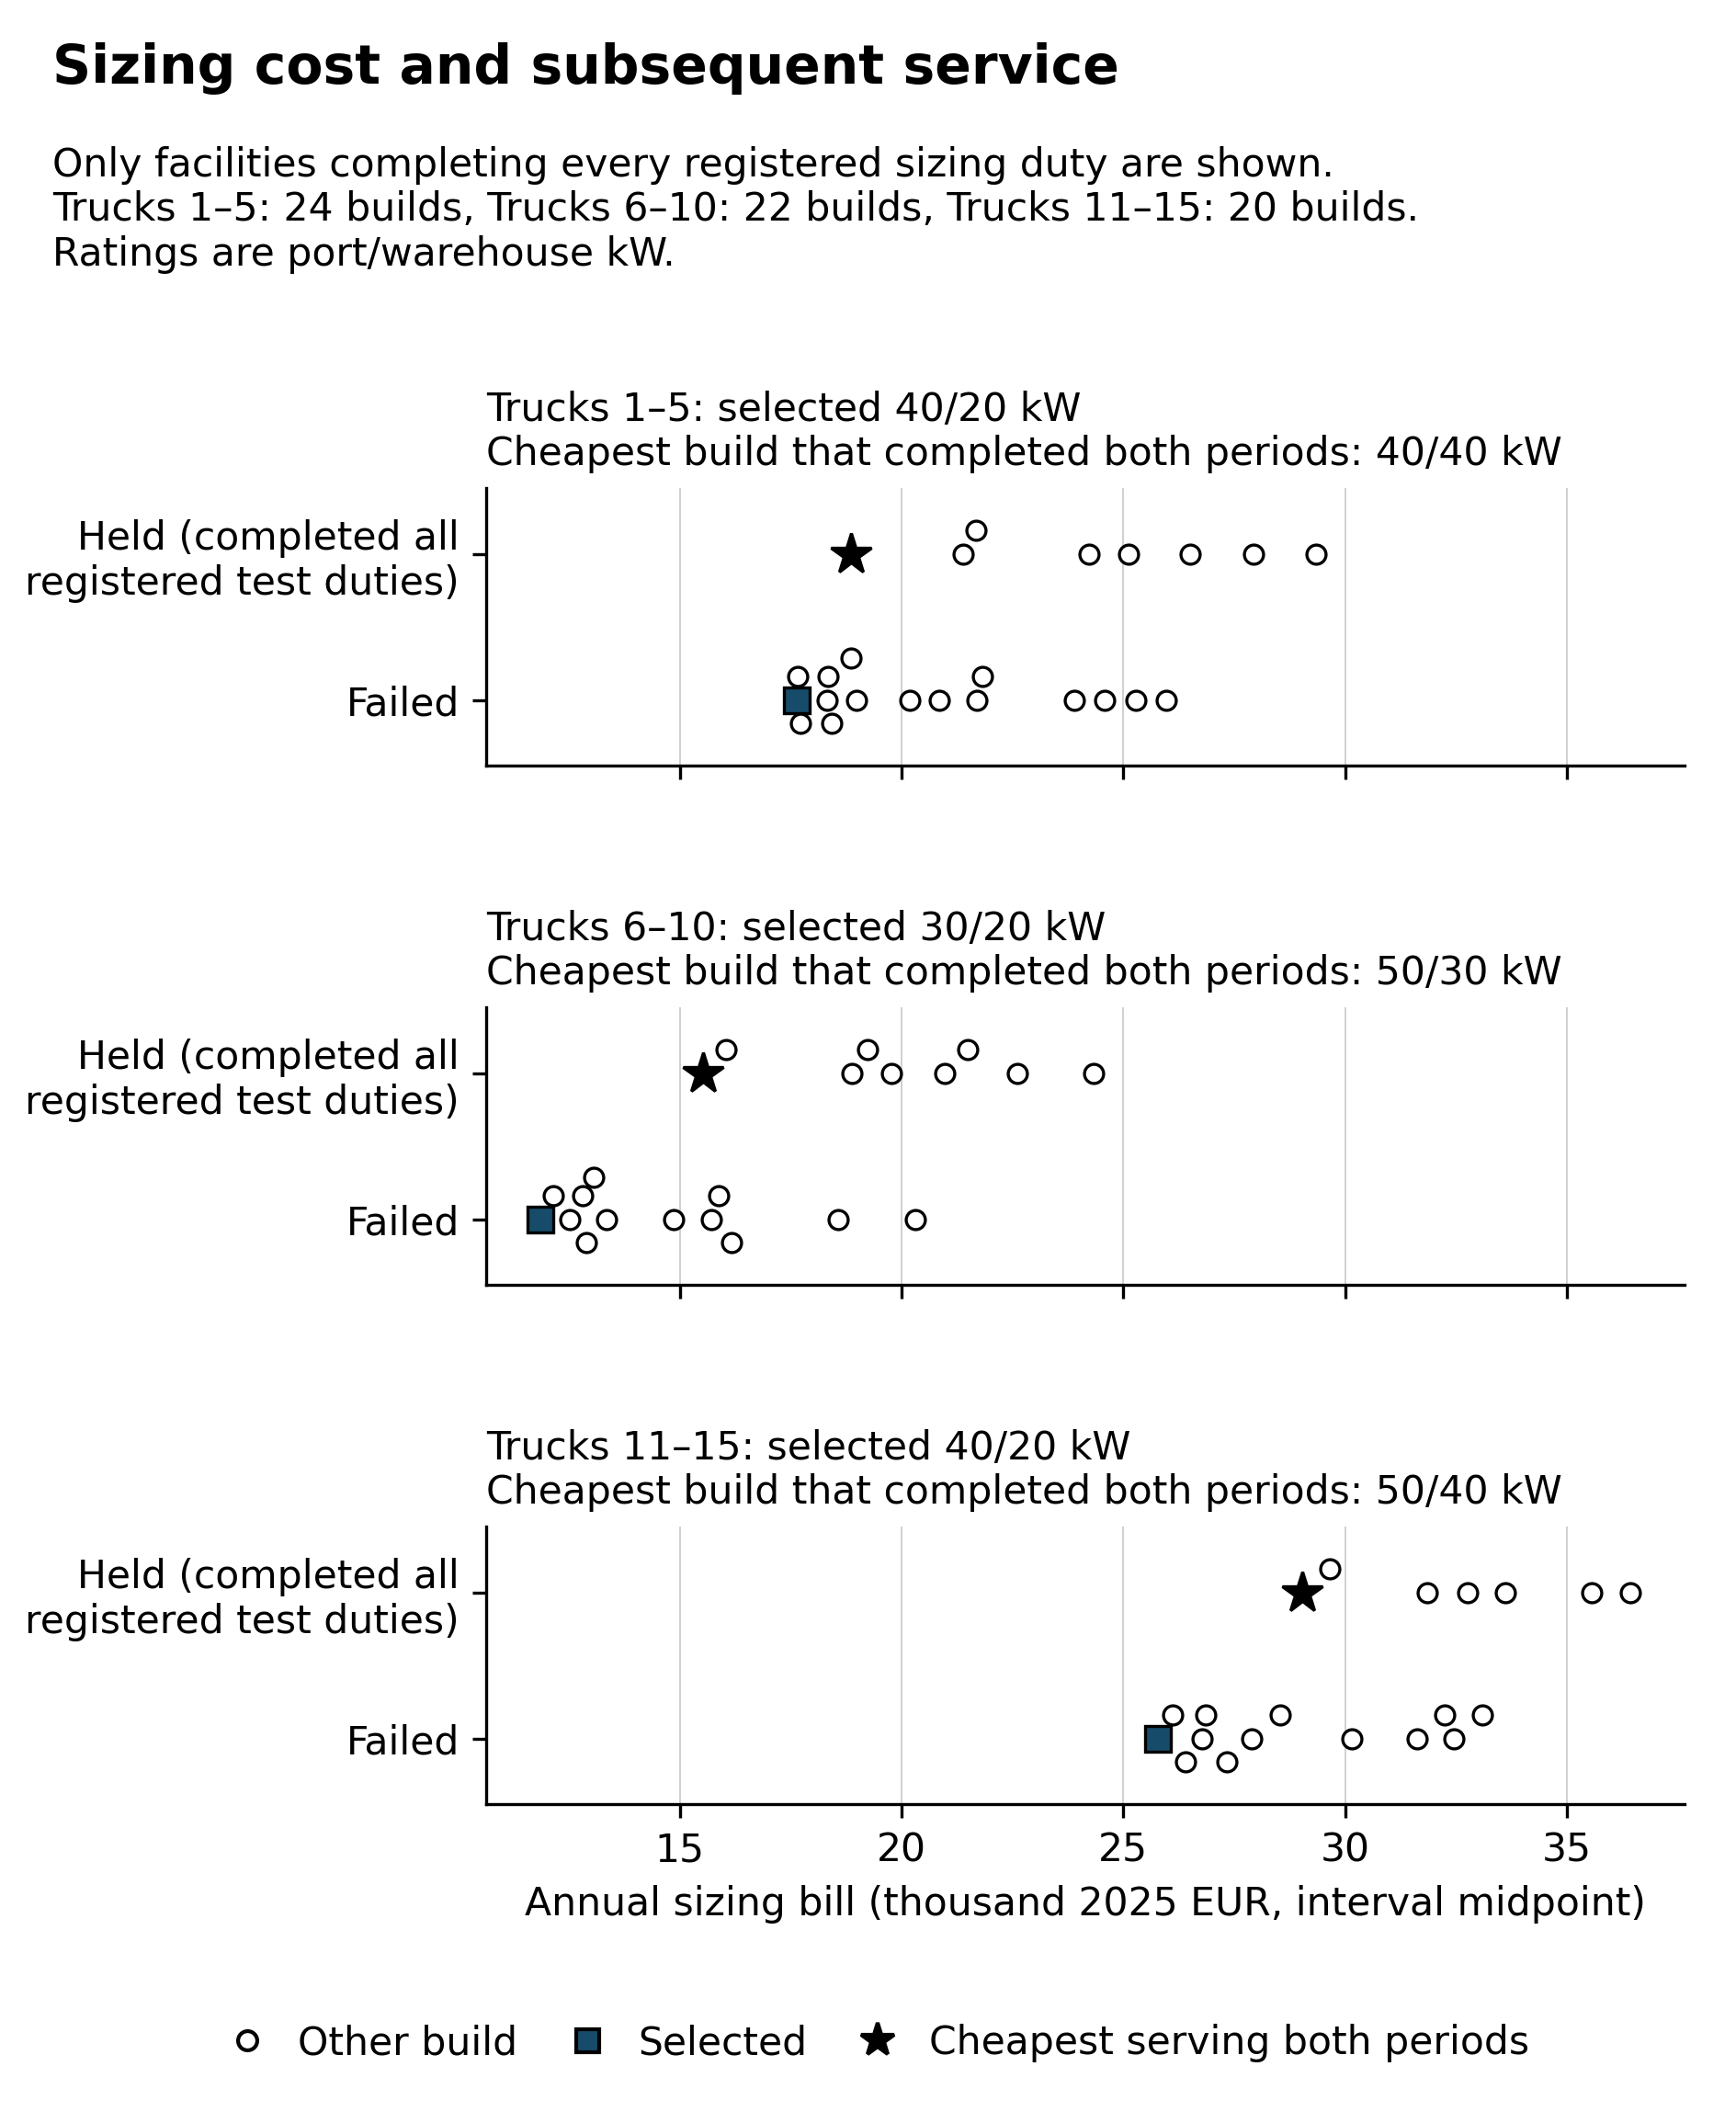 Sizing cost and subsequent service
Only facilities completing every registered sizing duty are shown.
Trucks 1–5: 24 builds, Trucks 6–10: 22 builds, Trucks 11–15: 20 builds.
Ratings are port/warehouse kW.
Trucks 1–5: selected 40/20 kW
Cheapest build that completed both periods: 40/40 kW
Held (completed all
registered test duties)
Failed
Trucks 6–10: selected 30/20 kW
Cheapest build that completed both periods: 50/30 kW
Held (completed all
registered test duties)
Failed
Trucks 11–15: selected 40/20 kW
Cheapest build that completed both periods: 50/40 kW
Held (completed all
registered test duties)
Failed
15 20 25 30 35
Annual sizing bill (thousand 2025 EUR, interval midpoint)
Other build Selected Cheapest serving both periods